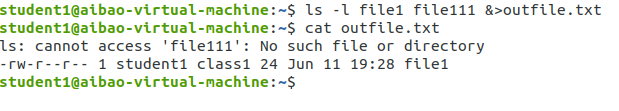 student1@aibao-virtual-machine:~$ ls -l file1 file111 &>outfile.txt
student1@aibao-virtual-machine:~$ cat outfile.txt
ls: cannot access 'file111': No such file or directory
-rw-r--r-- 1 student1 class1 24 Jun 11 19:28 file1
student1@aibao-virtual-machine:~$